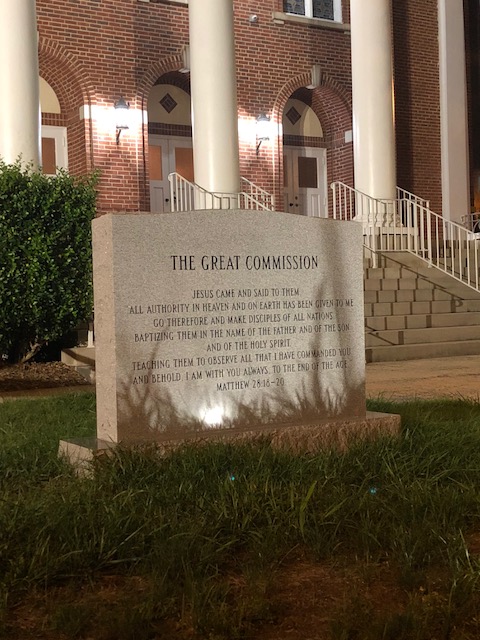 THE GREAT COMMISSION
JESUS CAME AND SAID TO THEM
"ALL AUTHORITY IN HEAVEN AND ON EARTH HAS BEEN GIVEN TO ME
GO THEREFORE AND MAKE DISCIPLES OF ALL NATIONS
BAPTIZING THEM IN THE NAME OF THE FATHER AND OF THE SON
AND OF THE HOLY SPIRIT
TEACHING THEM TO OBSERVE ALL THAT I HAVE COMMANDED YOU
AND BEHOLD, I AM WITH YOU ALWAYS, TO THE END OF THE AGE.
MATTHEW 28:18-20